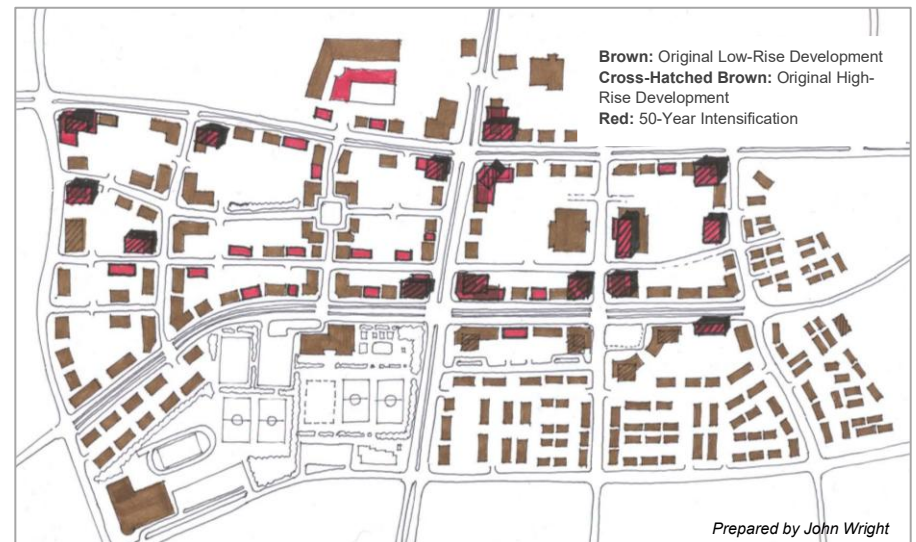 Brown: Original Low-Rise Development
Cross-Hatched Brown: Original High-
Rise Development
Red: 50-Year Intensification
Prepared by John Wright